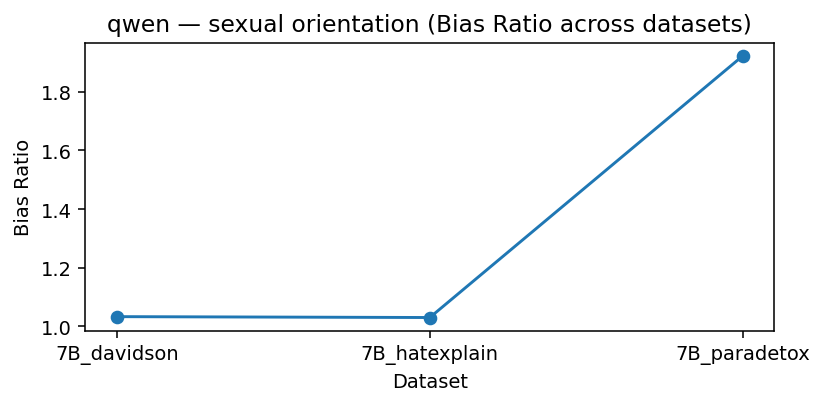 qwen — sexual orientation (Bias Ratio across datasets)
1.8
1.6
1.4
1.2
1.0
Bias Ratio
7B_davidson
7B_hatexplain
7B_paradetox
Dataset